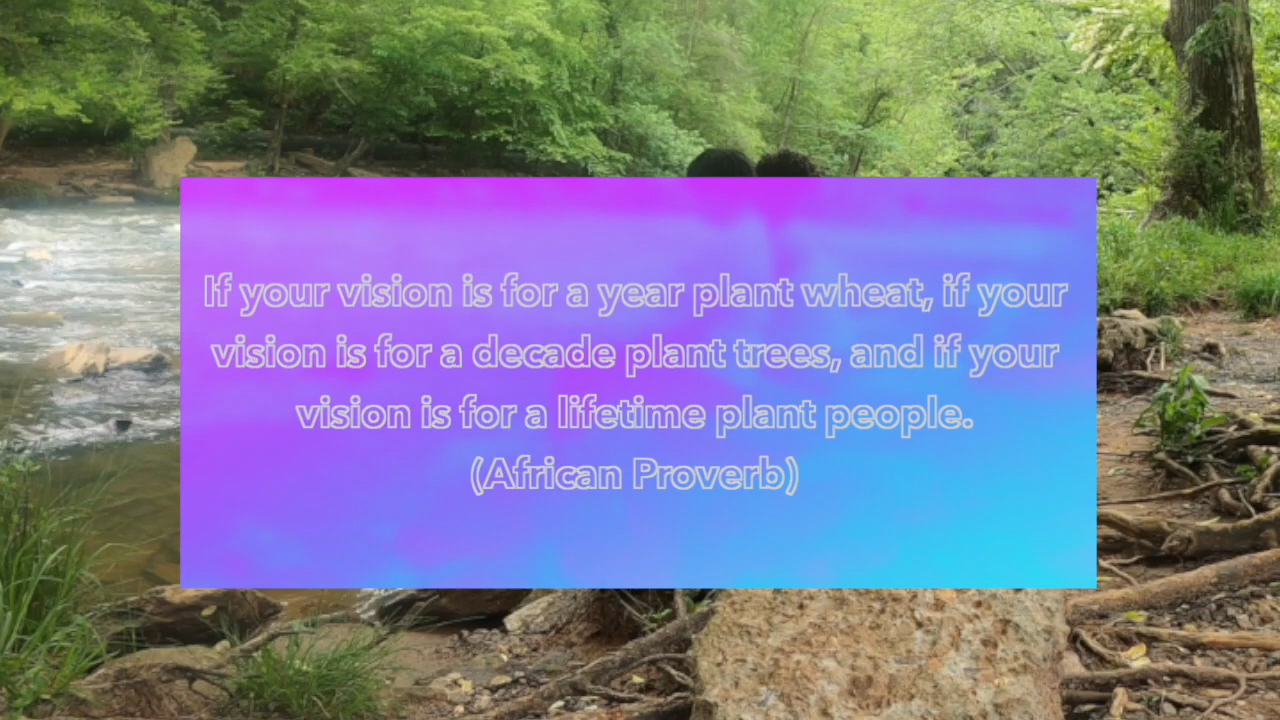 If your vision is for a year plant wheat, if your
vision is for a decade plant trees, and if your
vision is for a lifetime plant people.
(African Proverb)